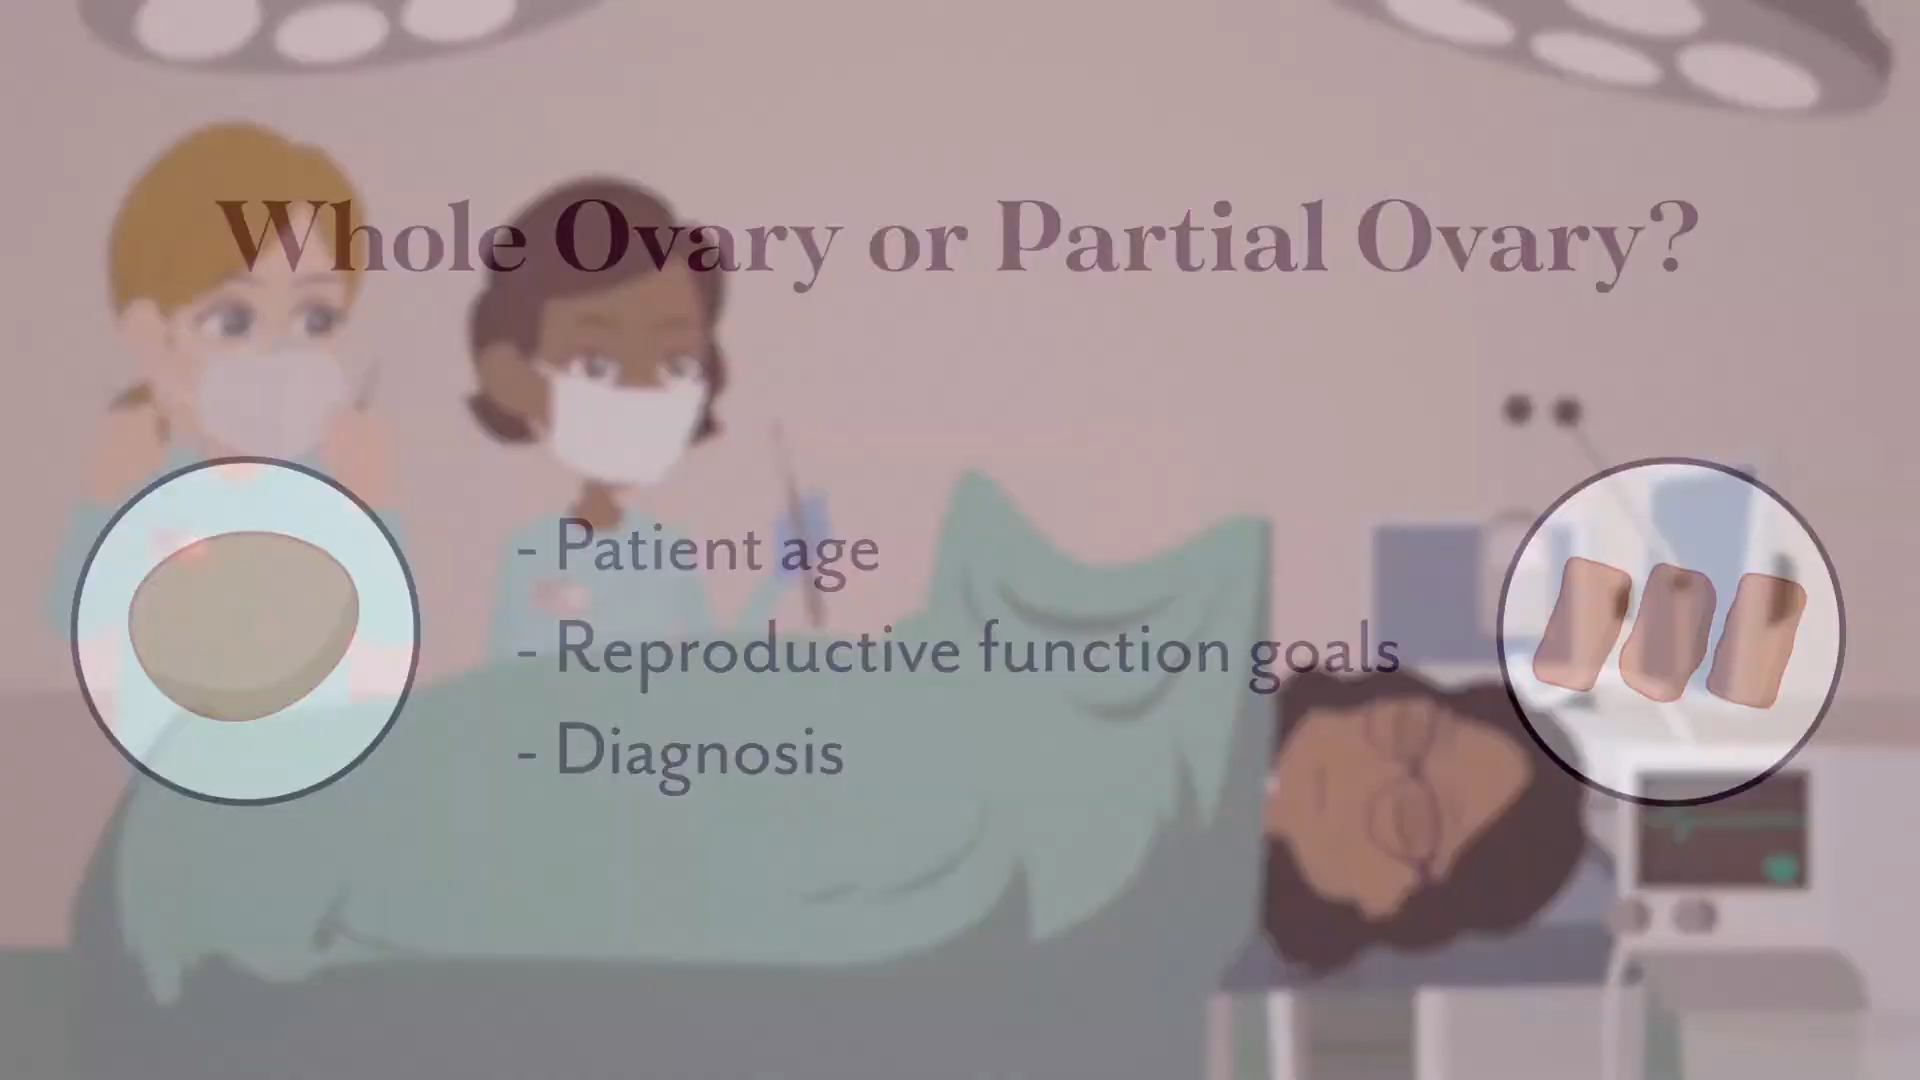 Whole Ovary or Partial Ovary?
- Patient age
- Reproductive function goals
- Diagnosis